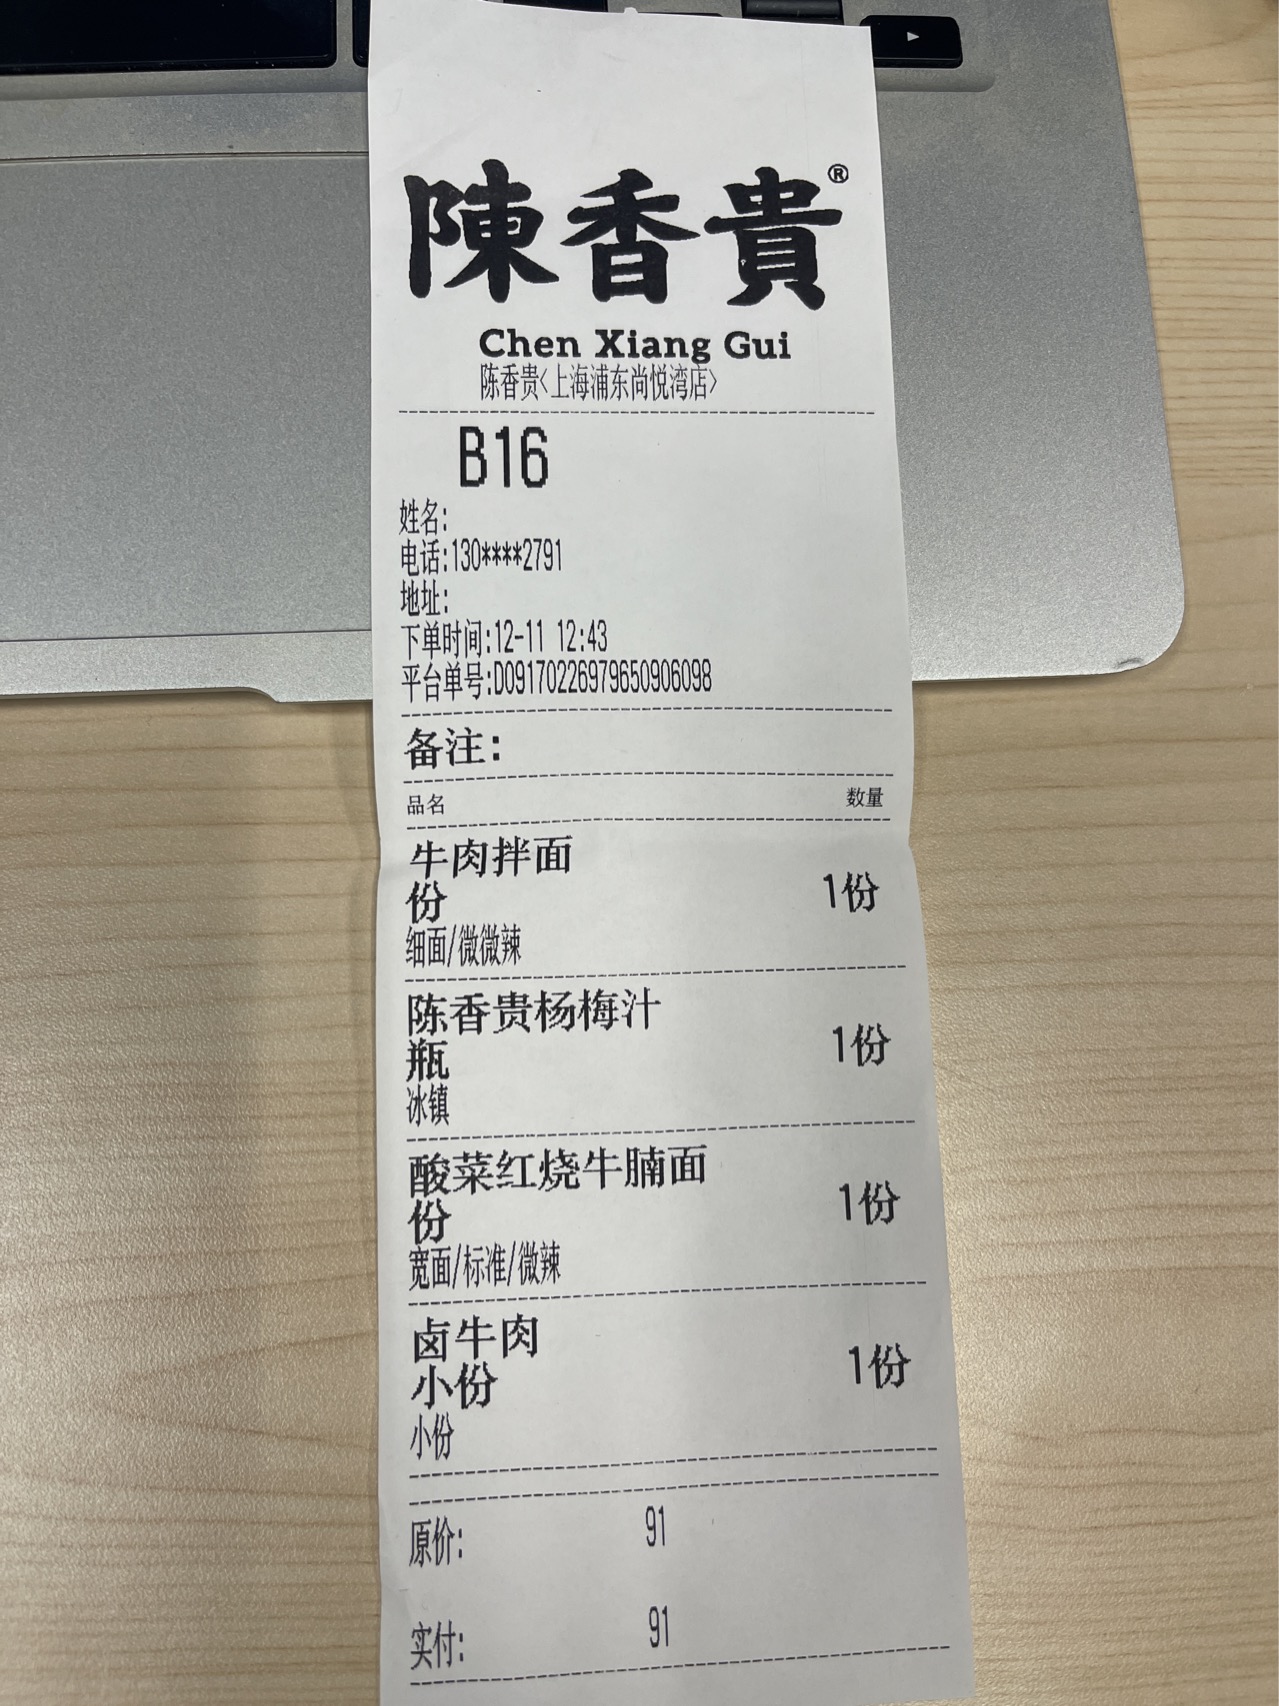 陳香貴®
Chen Xiang Gui
陈香贵<上海浦东尚悦湾店>
B16
姓名:
电话:130****2791
地址:
下单时间:12-11 12:43
平台单号:D09170226979650906098
备注:
品名 数量
牛肉拌面
份 1份
细面/微微辣
陈香贵杨梅汁
瓶 1份
冰镇
酸菜红烧牛腩面
份 1份
宽面/标准/微辣
卤牛肉
小份 1份
小份
原价: 91
实付: 91